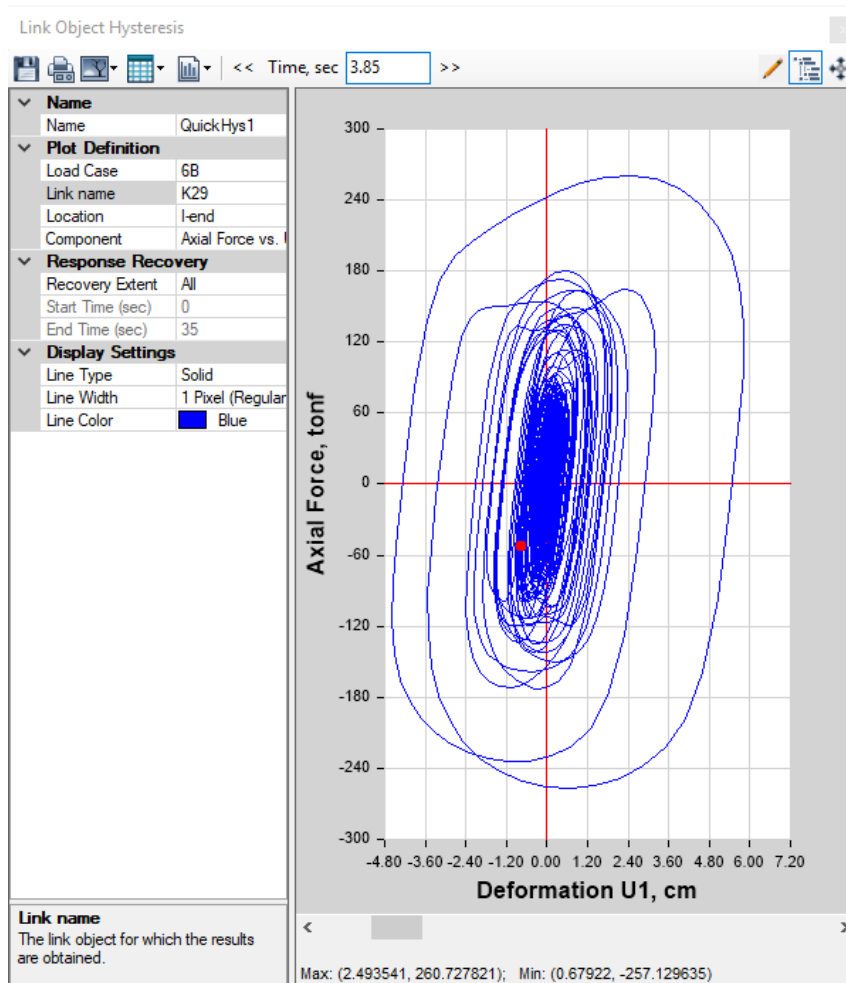 Link Object Hysteresis
<< Time, sec 3.85 >>
Name
Name QuickHys1
Plot Definition
Load Case 6B
Link name K29
Location I-end
Component Axial Force vs.
Response Recovery
Recovery Extent All
Start Time (sec) 0
End Time (sec) 35
Display Settings
Line Type Solid
Line Width 1 Pixel (Regular
Line Color Blue
Link name
The link object for which the results
are obtained.
Axial Force, tonf
300
240
180
120
60
0
-60
-120
-180
-240
-300
-4.80 -3.60 -2.40 -1.20 0.00 1.20 2.40 3.60 4.80 6.00 7.20
Deformation U1, cm
Max: (2.493541, 260.727821); Min: (0.67922, -257.129635)